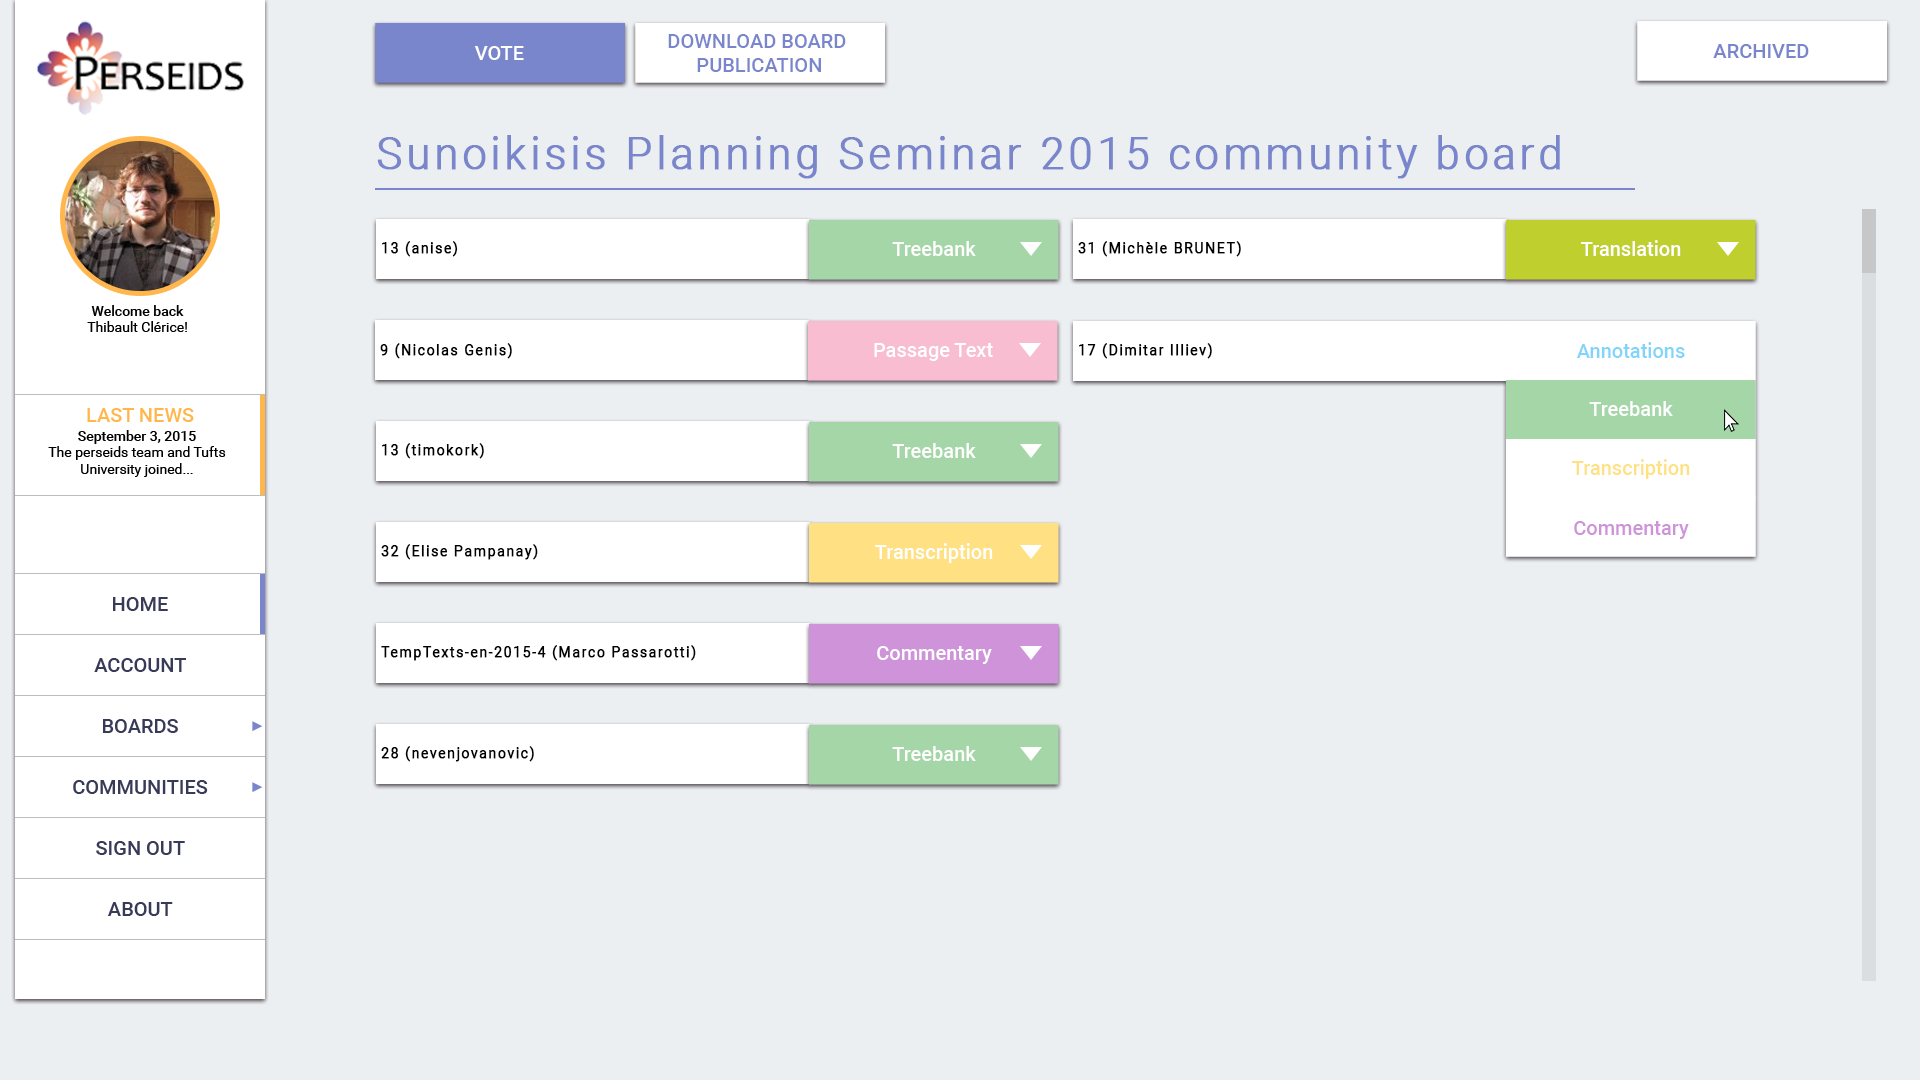 PERSEIDS
Welcome back
Thibault Clérice!
LAST NEWS
September 3, 2015
The perseids team and Tufts
University joined...
HOME
ACCOUNT
BOARDS
COMMUNITIES
SIGN OUT
ABOUT
VOTE
DOWNLOAD BOARD
PUBLICATION
ARCHIVED
Sunoikisis Planning Seminar 2015 community board
13 (anise)
Treebank
31 (Michèle BRUNET)
Translation
9 (Nicolas Genis)
Passage Text
17 (Dimitar Illiev)
Annotations
Treebank
Transcription
Commentary
13 (timokork)
Treebank
32 (Elise Pampanay)
Transcription
TempTexts-en-2015-4 (Marco Passarotti)
Commentary
28 (nevenjovanovic)
Treebank